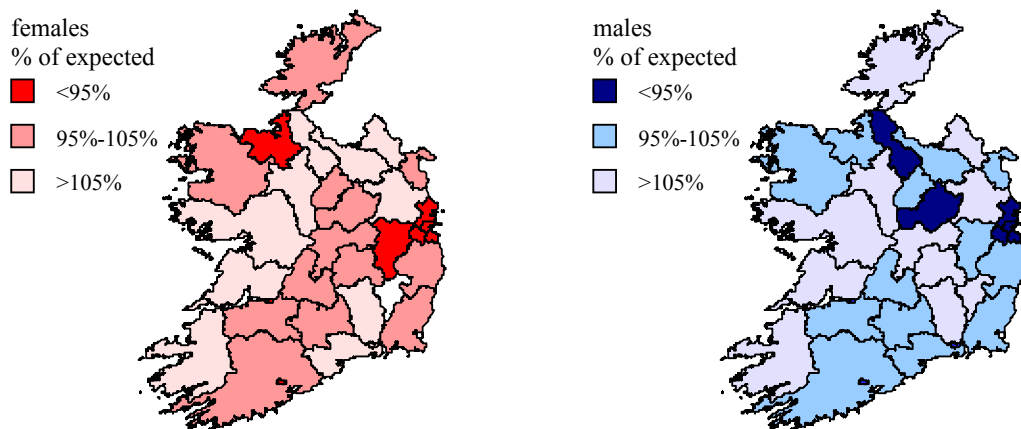 females
% of expected
<95%
95%-105%
>105%
males
% of expected
<95%
95%-105%
>105%